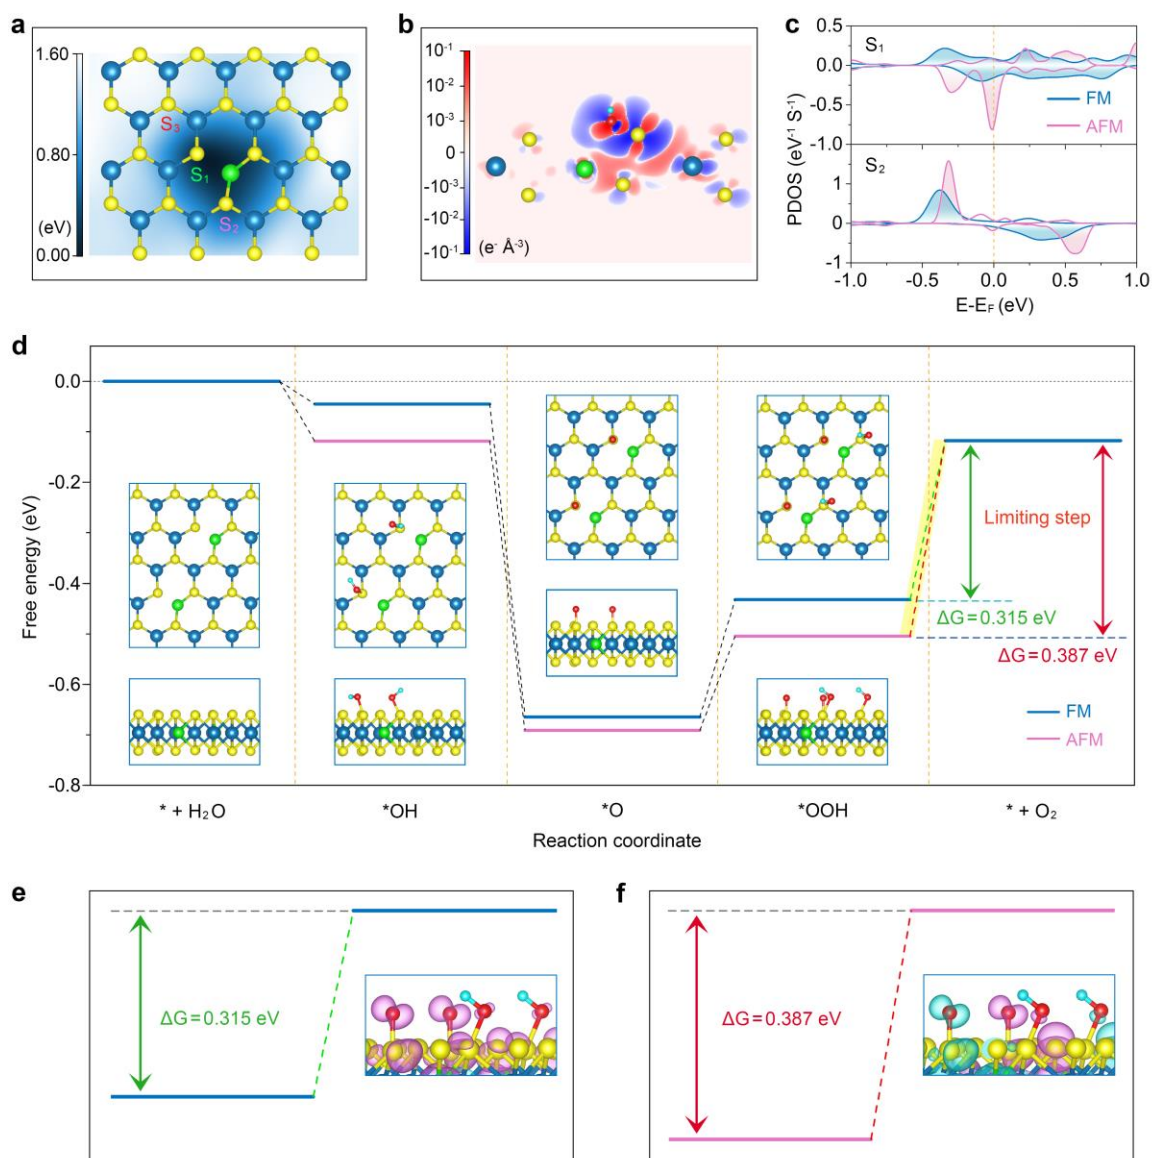 a
1.60
0.80
(eV)
0.00
S₃
S₁
S₂
b
10⁻¹
10⁻²
10⁻³
0
-10⁻³
-10⁻²
-10⁻¹
(e⁻ Å⁻³)
c
PDOS (eV⁻¹ S⁻¹)
0.5
0.0
-0.5
-1.0
S₁
FM
AFM
1
0
-1
S₂
-1.0 -0.5 0.0 0.5 1.0
E-E_F (eV)
d
Free energy (eV)
0.0
-0.2
-0.4
-0.6
-0.8
Limiting step
ΔG=0.315 eV
ΔG=0.387 eV
FM
AFM
* + H₂O *OH *O *OOH * + O₂
Reaction coordinate
e
ΔG=0.315 eV
f
ΔG=0.387 eV